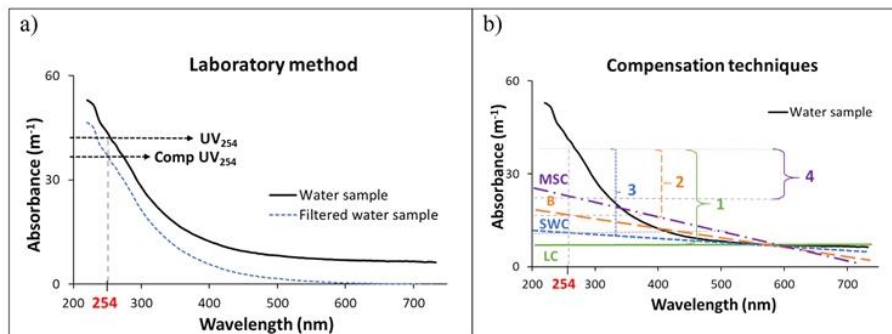 a)
Laboratory method
60
30
0
Absorbance (m⁻¹)
UV₂₅₄
Comp UV₂₅₄
Water sample
Filtered water sample
200 254 300 400 500 600 700
Wavelength (nm)
b)
Compensation techniques
60
30
0
Absorbance (m⁻¹)
Water sample
MSC
B
SWC
LC
3
2
1
4
200 254 300 400 500 600 700
Wavelength (nm)